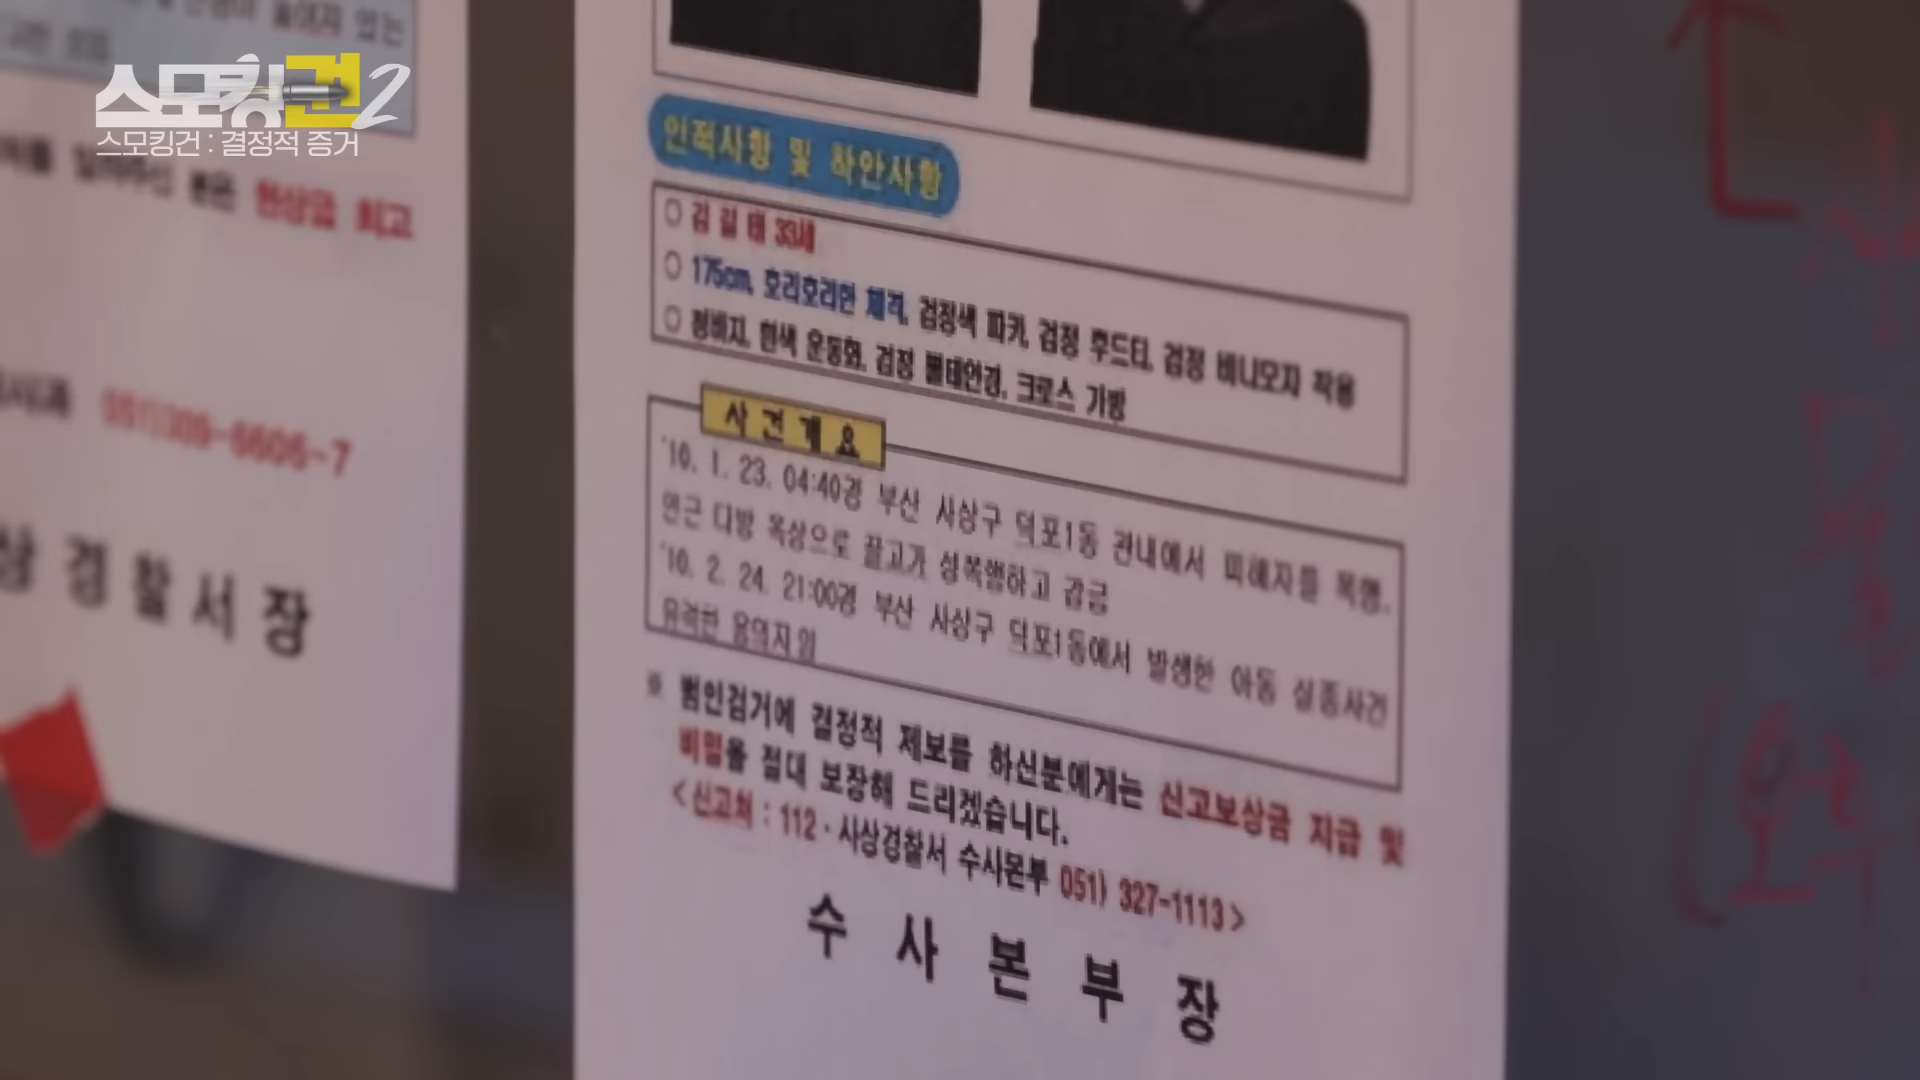 스모킹건2
스모킹건 : 결정적 증거
있는
분은 현상금 최고
051)309-6606-7
상경찰서장
인적사항 및 하안사항
○ 김길태 33세
○ 175cm, 호리호리한 체격, 검정색 파카, 검정 후드티, 검정 비니모자 착용
○ 청바지, 흰색 운동화, 검정 뿔테안경, 크로스 가방
사건개요
'10. 1. 23. 04:40경 부산 사상구 덕포1동 관내에서 피해자를 폭행,
인근 다방 옥상으로 끌고가 성폭행하고 감금
'10. 2. 24. 21:00경 부산 사상구 덕포1동에서 발생한 아동 실종사건
유력한 용의자임
※ 범인검거에 결정적 제보를 하신분에게는 신고보상금 지급 및
비밀을 절대 보장해 드리겠습니다.
<신고처 : 112 · 사상경찰서 수사본부 051) 327-1113>
수사본부장